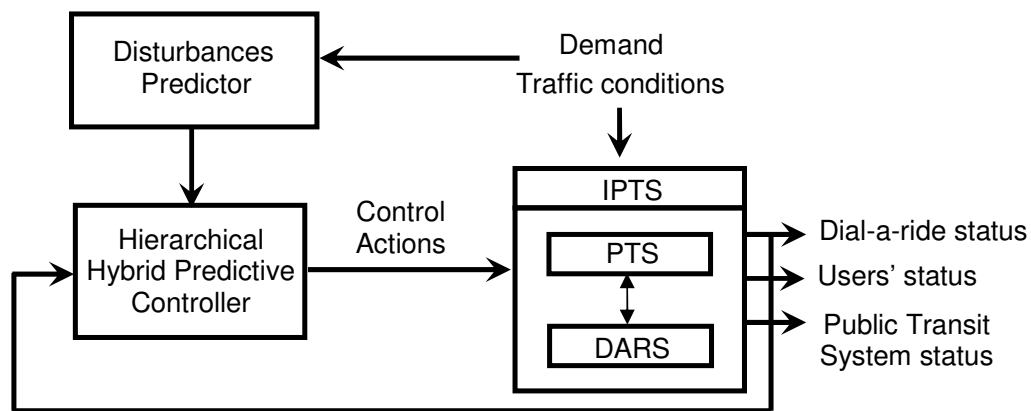 Disturbances
Predictor
Demand
Traffic conditions
Hierarchical
Hybrid Predictive
Controller
Control
Actions
IPTS
PTS
DARS
Dial-a-ride status
Users' status
Public Transit
System status